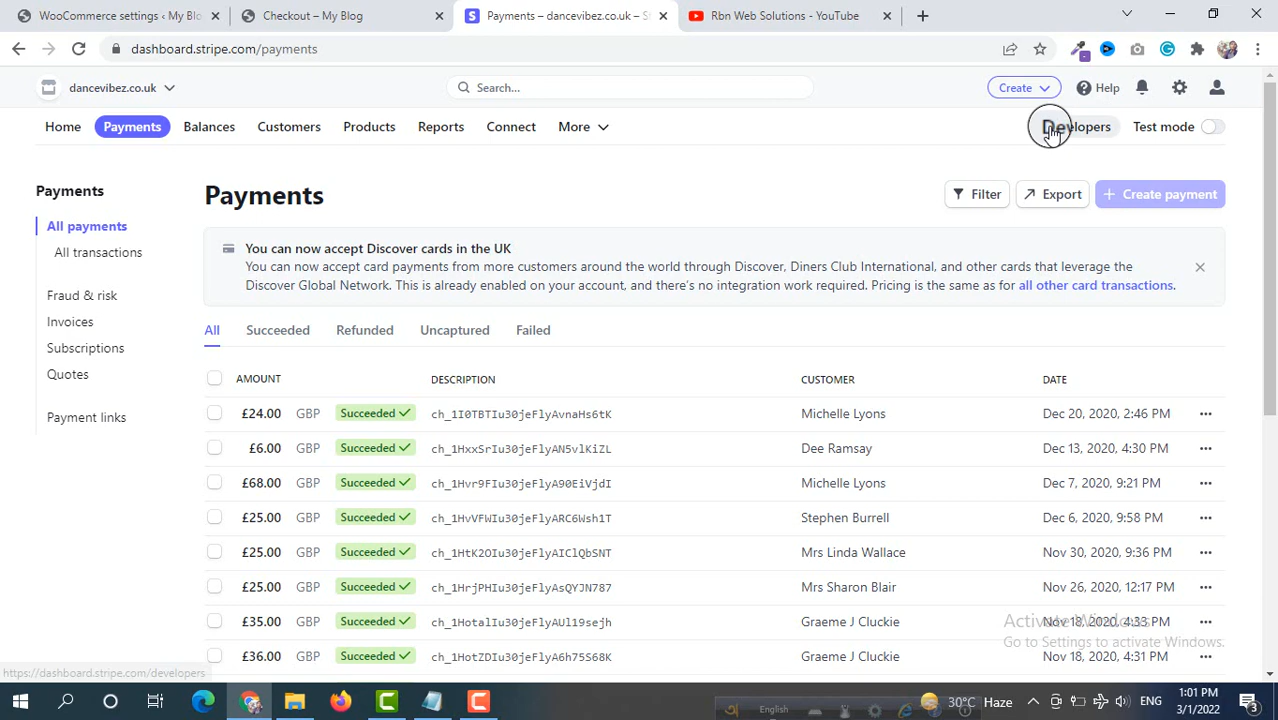 WooCommerce settings ‹ My Blo
Checkout – My Blog
Payments – dancevibez.co.uk – S
Rbn Web Solutions - YouTube
dashboard.stripe.com/payments
dancevibez.co.uk
Search...
Create
Help
Home
Payments
Balances
Customers
Products
Reports
Connect
More
Developers
Test mode
Payments
All payments
All transactions
Fraud & risk
Invoices
Subscriptions
Quotes
Payment links
Payments
Filter
Export
+ Create payment
You can now accept Discover cards in the UK
You can now accept card payments from more customers around the world through Discover, Diners Club International, and other cards that leverage the
Discover Global Network. This is already enabled on your account, and there's no integration work required. Pricing is the same as for all other card transactions.
All Succeeded Refunded Uncaptured Failed
AMOUNT DESCRIPTION CUSTOMER DATE
£24.00 GBP Succeeded ch_1I0TBTIu30jeFlyAvnaHs6tK Michelle Lyons Dec 20, 2020, 2:46 PM
£6.00 GBP Succeeded ch_1HxxSrIu30jeFlyAN5vlKiZL Dee Ramsay Dec 13, 2020, 4:30 PM
£68.00 GBP Succeeded ch_1Hvr9FIu30jeFlyA90EiVjdI Michelle Lyons Dec 7, 2020, 9:21 PM
£25.00 GBP Succeeded ch_1HvVFWIu30jeFlyARC6Wsh1T Stephen Burrell Dec 6, 2020, 9:58 PM
£25.00 GBP Succeeded ch_1HtK2OIu30jeFlyAIClQbSNT Mrs Linda Wallace Nov 30, 2020, 9:36 PM
£25.00 GBP Succeeded ch_1HrjPHIu30jeFlyAsQYJN787 Mrs Sharon Blair Nov 26, 2020, 12:17 PM
£35.00 GBP Succeeded ch_1HotalIu30jeFlyAUl19sejh Graeme J Cluckie Nov 18, 2020, 4:33 PM
£36.00 GBP Succeeded ch_1HotZDIu30jeFlyA6h75S68K Graeme J Cluckie Nov 18, 2020, 4:31 PM
Activate Windows
Go to Settings to activate Windows.
https://dashboard.stripe.com/developers
English
30°C Haze
ENG
1:01 PM
3/1/2022
3